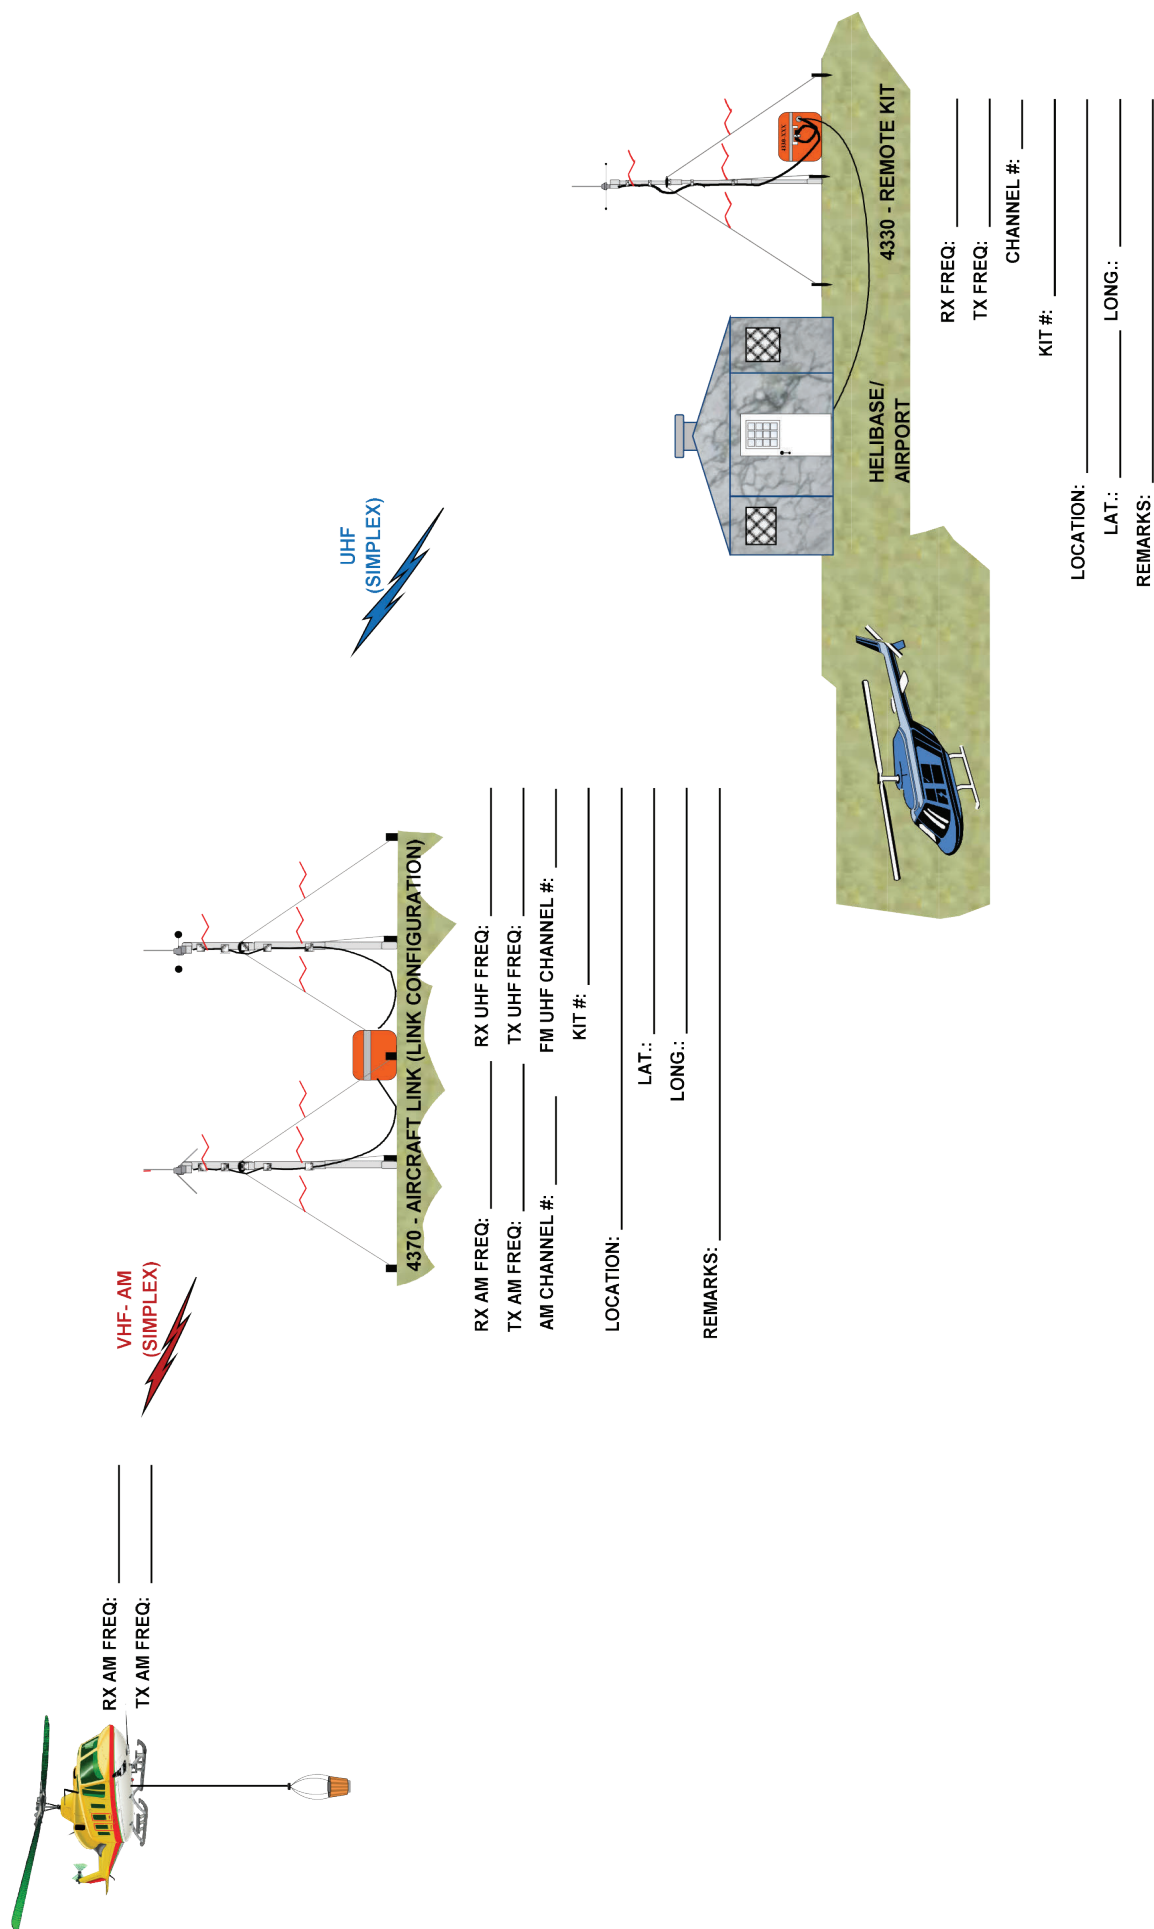 RX AM FREQ:
TX AM FREQ:
VHF- AM
(SIMPLEX)
4370 - AIRCRAFT LINK (LINK CONFIGURATION)
RX AM FREQ: RX UHF FREQ:
TX AM FREQ: TX UHF FREQ:
AM CHANNEL #: FM UHF CHANNEL #:
KIT #:
LOCATION:
LAT.:
LONG.:
REMARKS:
UHF
(SIMPLEX)
HELIBASE/
AIRPORT
4330 - REMOTE KIT
RX FREQ:
TX FREQ:
CHANNEL #:
KIT #:
LOCATION:
LAT.: LONG.:
REMARKS: